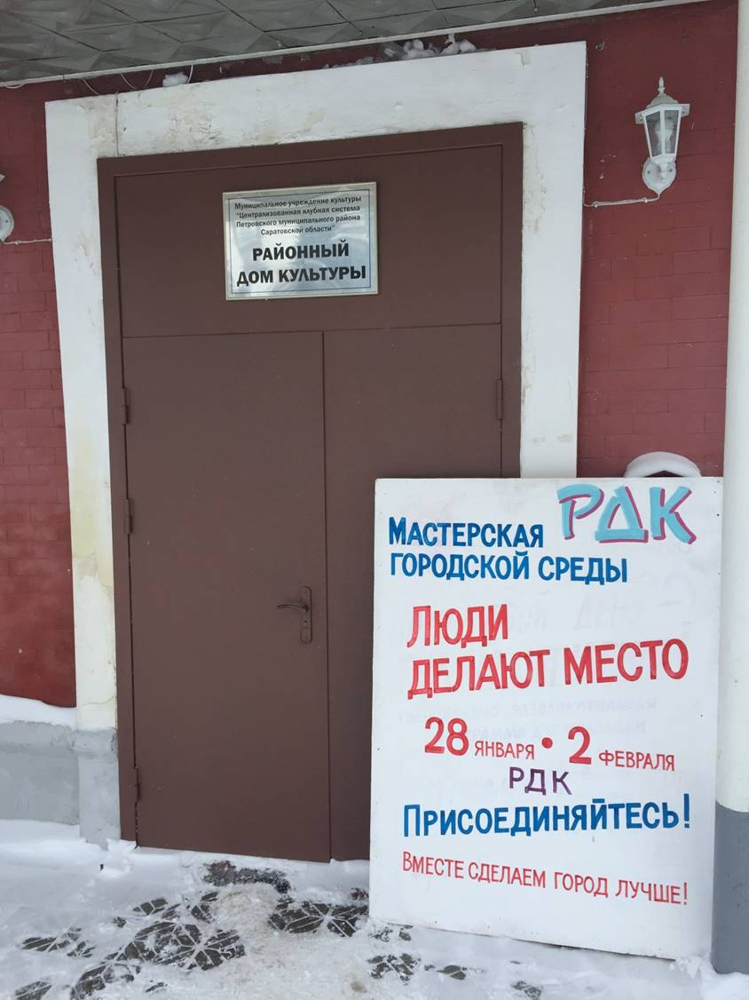 Муниципальное учреждение культуры
"Централизованная клубная система
Петровского муниципального района
Саратовской области"
РАЙОННЫЙ
ДОМ КУЛЬТУРЫ
РДК
МАСТЕРСКАЯ
ГОРОДСКОЙ СРЕДЫ
ЛЮДИ
ДЕЛАЮТ МЕСТО
28 ЯНВАРЯ • 2 ФЕВРАЛЯ
РДК
ПРИСОЕДИНЯЙТЕСЬ!
ВМЕСТЕ СДЕЛАЕМ ГОРОД ЛУЧШЕ!